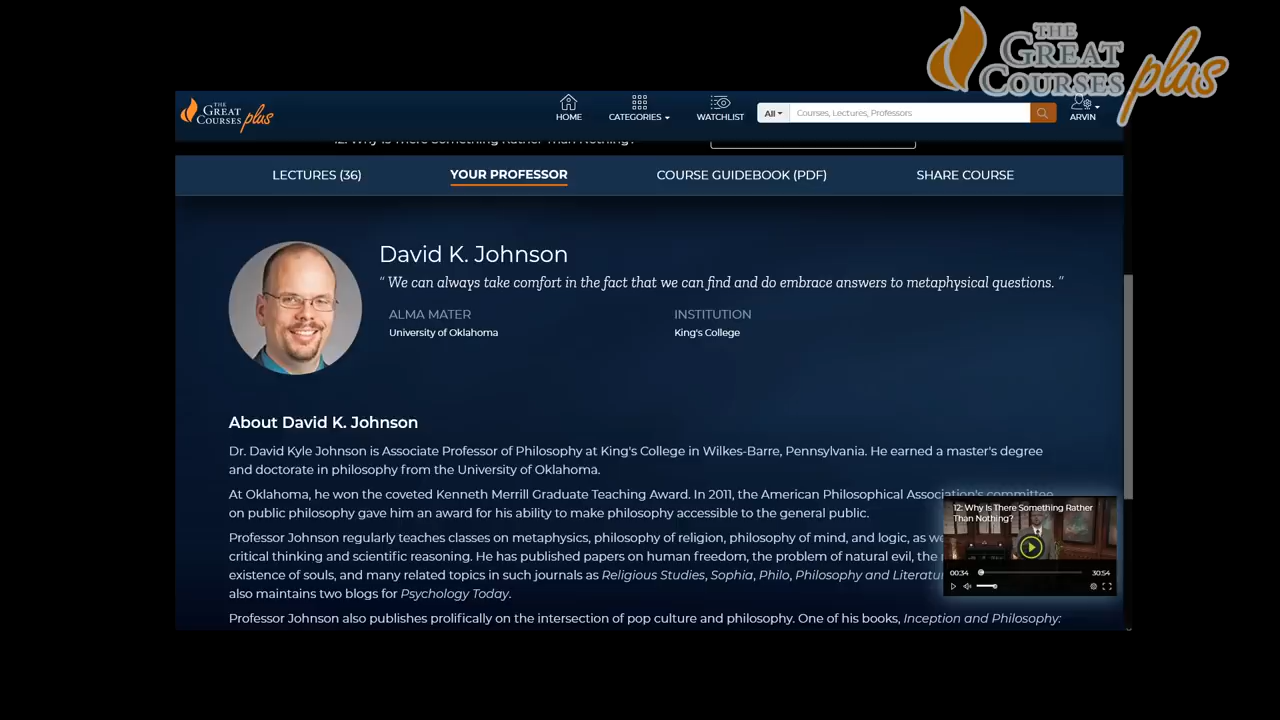 THE
GREAT
COURSES plus
THE
GREAT
COURSES plus
HOME
CATEGORIES
WATCHLIST
All
Courses, Lectures, Professors
ARVIN
12: Why Is There Something Rather Than Nothing?
LECTURES (36)
YOUR PROFESSOR
COURSE GUIDEBOOK (PDF)
SHARE COURSE
David K. Johnson
“ We can always take comfort in the fact that we can find and do embrace answers to metaphysical questions. ”
ALMA MATER
INSTITUTION
University of Oklahoma
King's College
About David K. Johnson
Dr. David Kyle Johnson is Associate Professor of Philosophy at King's College in Wilkes-Barre, Pennsylvania. He earned a master's degree
and doctorate in philosophy from the University of Oklahoma.
At Oklahoma, he won the coveted Kenneth Merrill Graduate Teaching Award. In 2011, the American Philosophical Association's committee
on public philosophy gave him an award for his ability to make philosophy accessible to the general public.
Professor Johnson regularly teaches classes on metaphysics, philosophy of religion, philosophy of mind, and logic, as
critical thinking and scientific reasoning. He has published papers on human freedom, the problem of natural evil, the
existence of souls, and many related topics in such journals as Religious Studies, Sophia, Philo, Philosophy and
also maintains two blogs for Psychology Today.
Professor Johnson also publishes prolifically on the intersection of pop culture and philosophy. One of his books, Inception and Philosophy:
12: Why Is There Something Rather
Than Nothing?
00:34
30:54